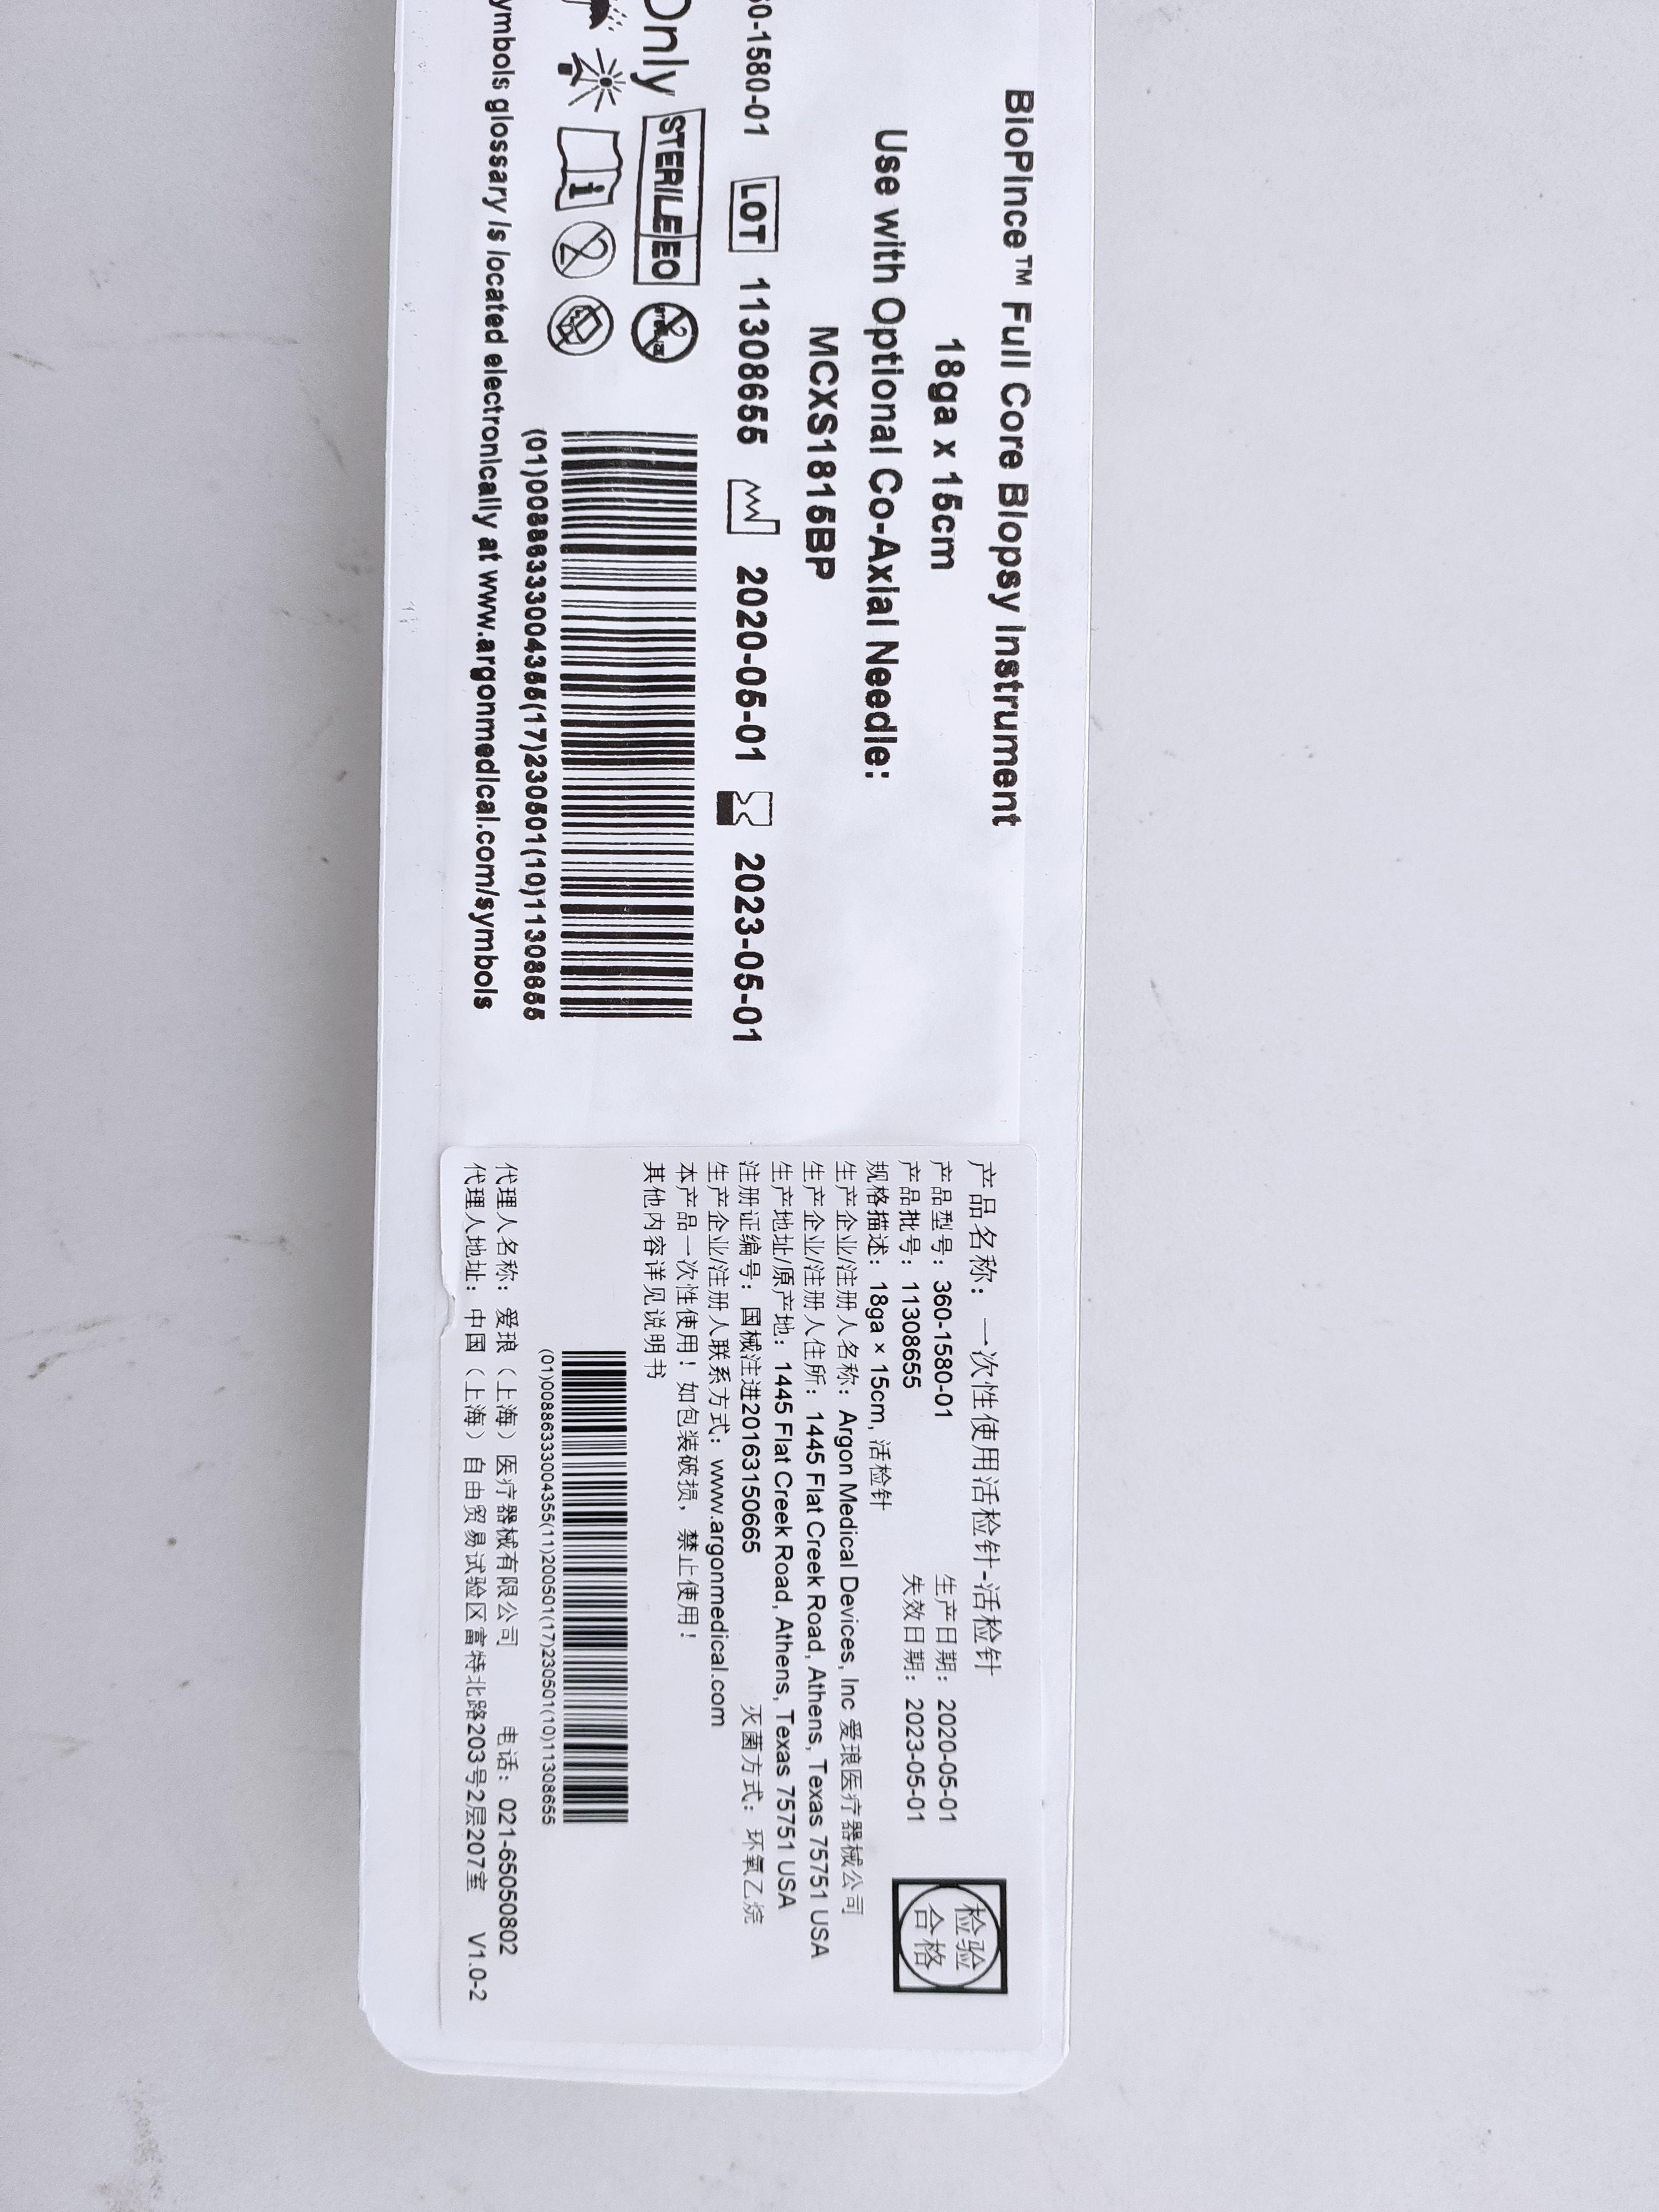 BioPince™ Full Core Biopsy Instrument
18ga x 15cm
Use with Optional Co-Axial Needle:
MCXS1815BP
60-1580-01 LOT 11308655 2020-05-01 2023-05-01
Only STERILE EO
(01)00886333004355(17)230501(10)11308655
symbols glossary is located electronically at www.argonmedical.com/symbols
产品名称：一次性使用活检针-活检针
产品型号：360-1580-01 生产日期：2020-05-01
产品批号：11308655 失效日期：2023-05-01
检验
合格
规格描述：18ga × 15cm, 活检针
生产企业/注册人名称：Argon Medical Devices, Inc 爱琅医疗器械公司
生产企业/注册人住所：1445 Flat Creek Road, Athens, Texas 75751 USA
生产地址/原产地：1445 Flat Creek Road, Athens, Texas 75751 USA
注册证编号：国械注进20163150665 灭菌方式：环氧乙烷
生产企业/注册人联系方式：www.argonmedical.com
本产品一次性使用！如包装破损，禁止使用！
其他内容详见说明书
(01)00886333004355(11)200501(17)230501(10)11308655
代理人名称：爱琅（上海）医疗器械有限公司 电话：021-65050802
代理人地址：中国（上海）自由贸易试验区富特北路203号2层207室 V1.0-2